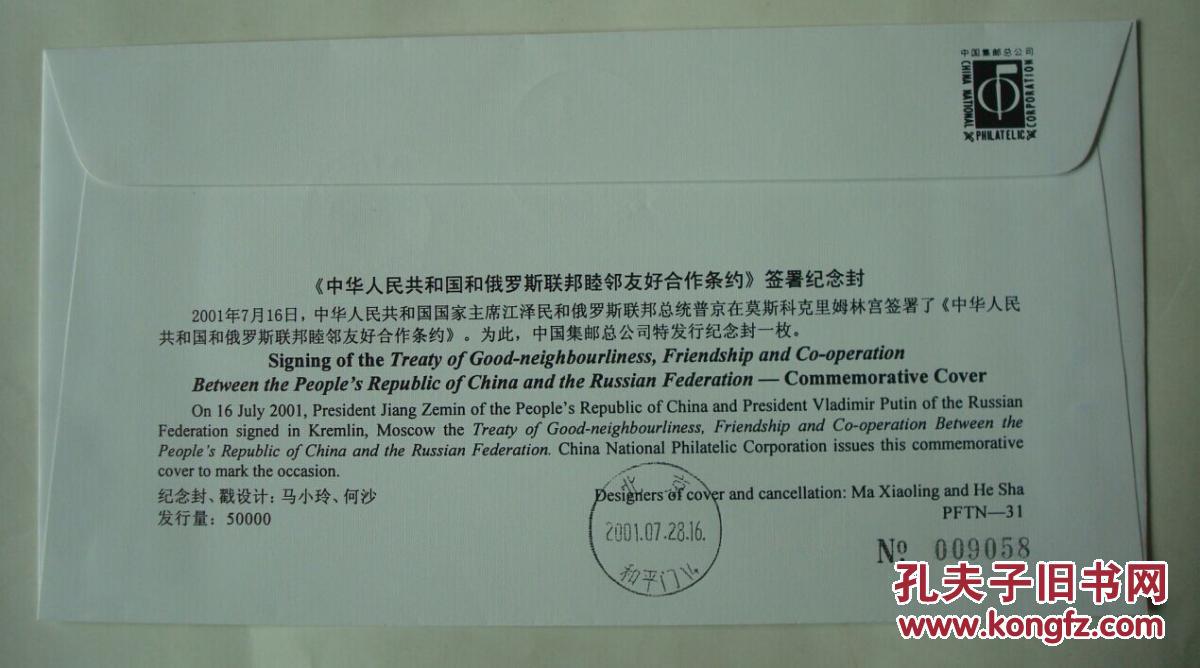 中国集邮总公司
CHINA NATIONAL
PHILATELIC
CORPORATION
《中华人民共和国和俄罗斯联邦睦邻友好合作条约》签署纪念封
2001年7月16日，中华人民共和国国家主席江泽民和俄罗斯联邦总统普京在莫斯科克里姆林宫签署了《中华人民
共和国和俄罗斯联邦睦邻友好合作条约》。为此，中国集邮总公司特发行纪念封一枚。
Signing of the Treaty of Good-neighbourliness, Friendship and Co-operation
Between the People's Republic of China and the Russian Federation — Commemorative Cover
On 16 July 2001, President Jiang Zemin of the People's Republic of China and President Vladimir Putin of the Russian
Federation signed in Kremlin, Moscow the Treaty of Good-neighbourliness, Friendship and Co-operation Between the
People's Republic of China and the Russian Federation. China National Philatelic Corporation issues this commemorative
cover to mark the occasion.
纪念封、戳设计：马小玲、何沙
Designers of cover and cancellation: Ma Xiaoling and He Sha
发行量：50000
PFTN—31
北京
2001.07.28.16.
和平门
№ 009058
孔夫子旧书网
www.kongfz.com